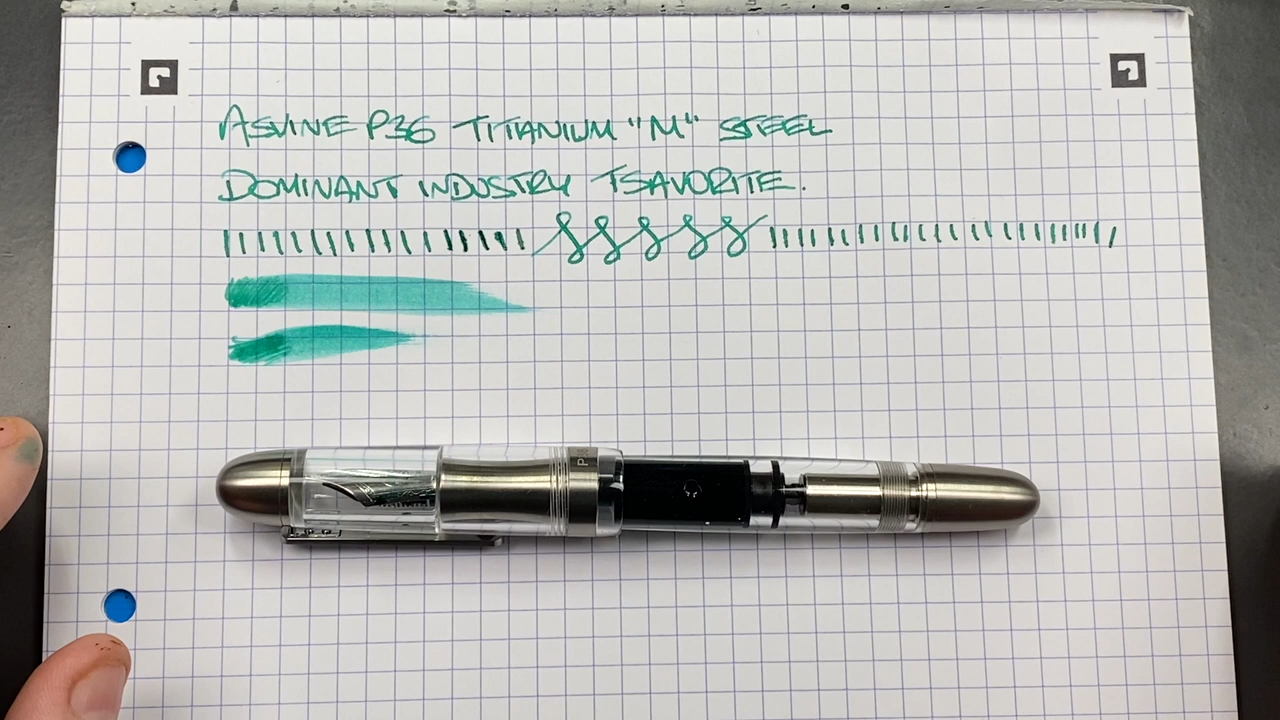 ASVINE P36 TITANIUM "M" STEEL
DOMINANT INDUSTRY TSAVORITE.